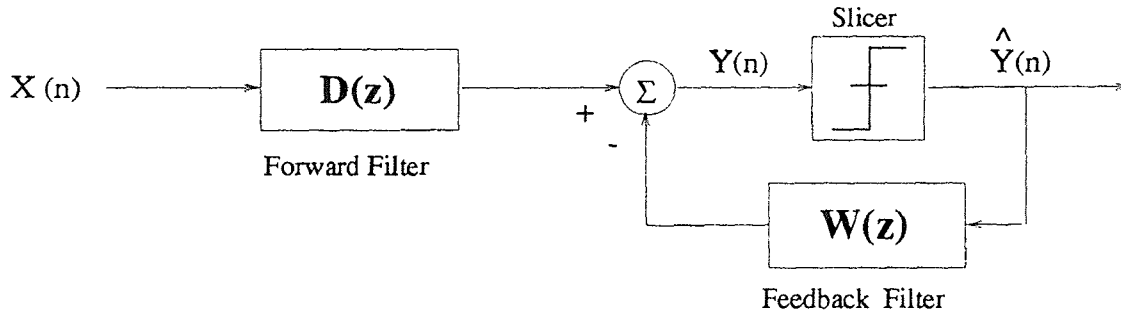 Slicer
X (n)
D(z)
+
-
Σ
Y(n)
^
Y(n)
Forward Filter
W(z)
Feedback Filter